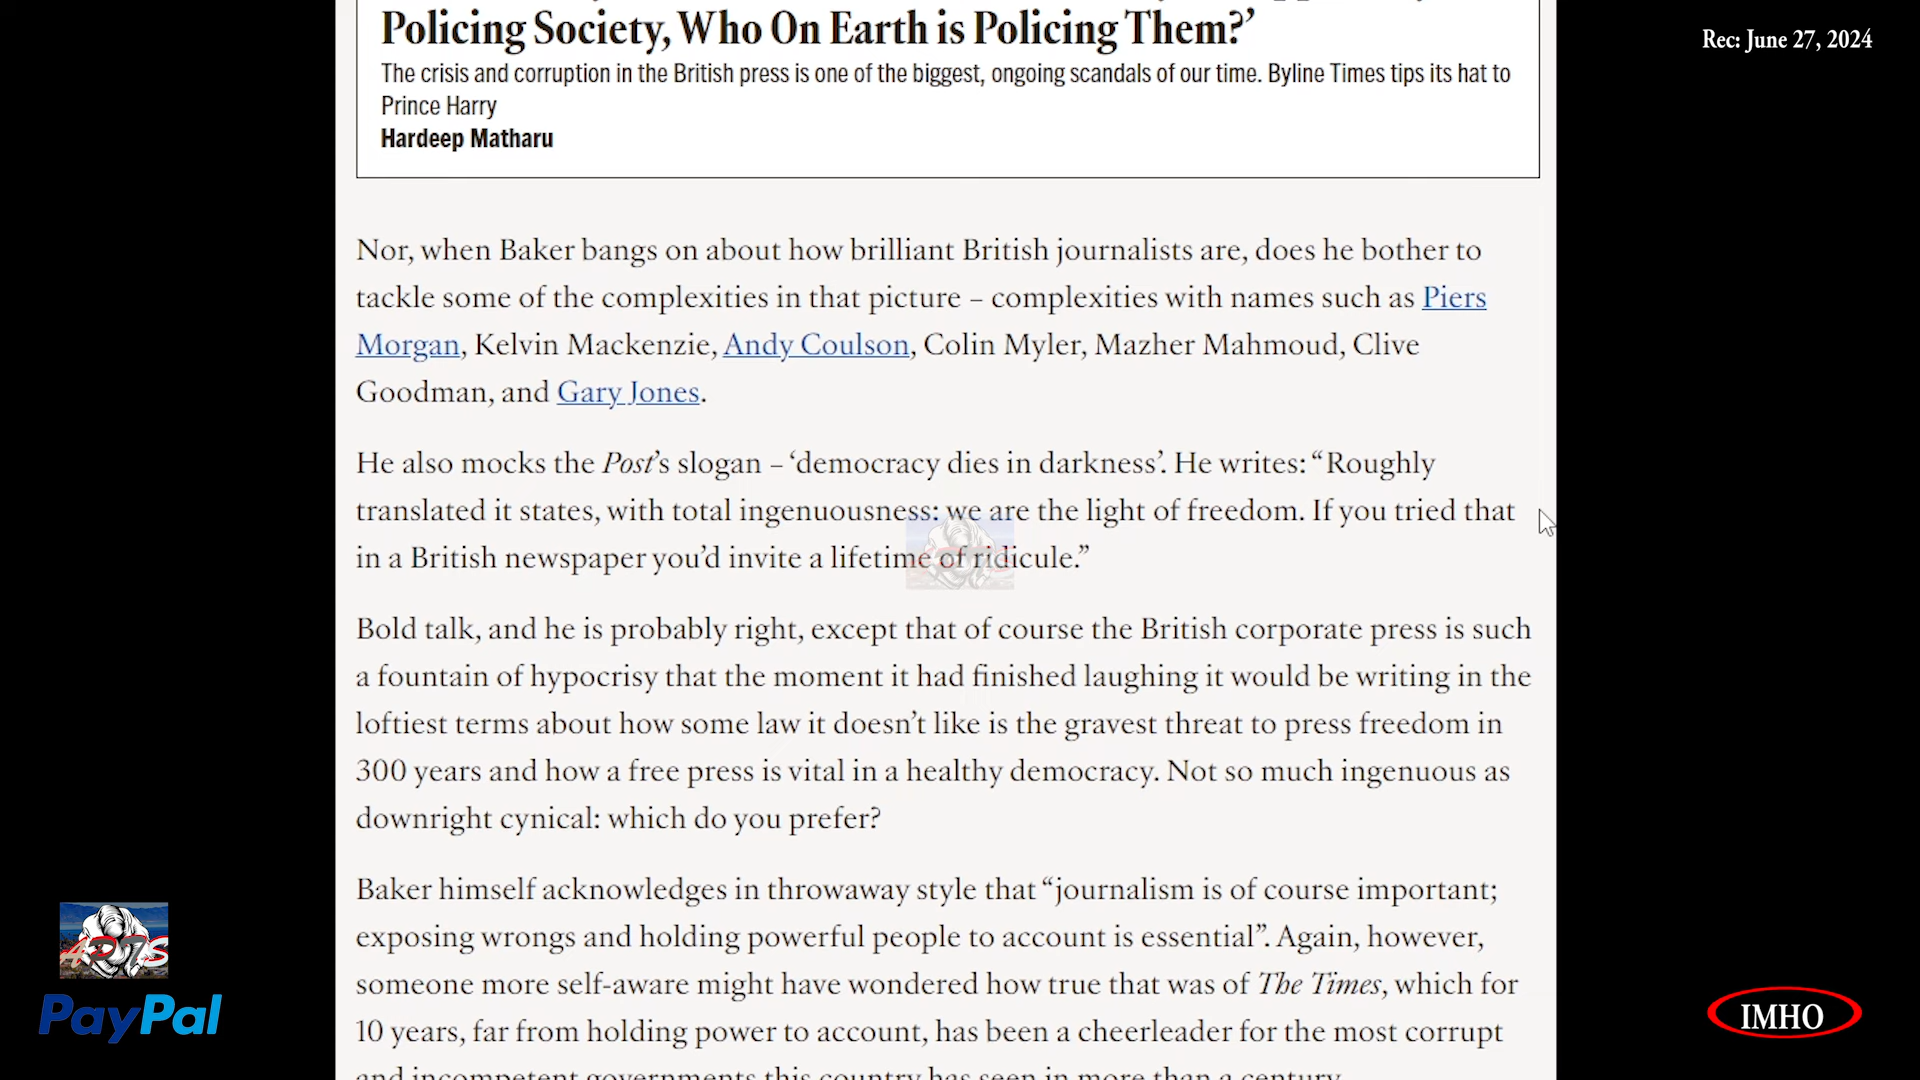 Policing Society, Who On Earth is Policing Them?’
Rec: June 27, 2024
The crisis and corruption in the British press is one of the biggest, ongoing scandals of our time. Byline Times tips its hat to
Prince Harry
Hardeep Matharu
Nor, when Baker bangs on about how brilliant British journalists are, does he bother to
tackle some of the complexities in that picture – complexities with names such as Piers
Morgan, Kelvin Mackenzie, Andy Coulson, Colin Myler, Mazher Mahmoud, Clive
Goodman, and Gary Jones.
He also mocks the Post’s slogan – ‘democracy dies in darkness’. He writes: “Roughly
translated it states, with total ingenuousness: we are the light of freedom. If you tried that
in a British newspaper you’d invite a lifetime of ridicule.”
Bold talk, and he is probably right, except that of course the British corporate press is such
a fountain of hypocrisy that the moment it had finished laughing it would be writing in the
loftiest terms about how some law it doesn’t like is the gravest threat to press freedom in
300 years and how a free press is vital in a healthy democracy. Not so much ingenuous as
downright cynical: which do you prefer?
Baker himself acknowledges in throwaway style that “journalism is of course important;
exposing wrongs and holding powerful people to account is essential”. Again, however,
someone more self-aware might have wondered how true that was of The Times, which for
10 years, far from holding power to account, has been a cheerleader for the most corrupt
and incompetent governments this country has seen in more than a century.
PayPal
IMHO